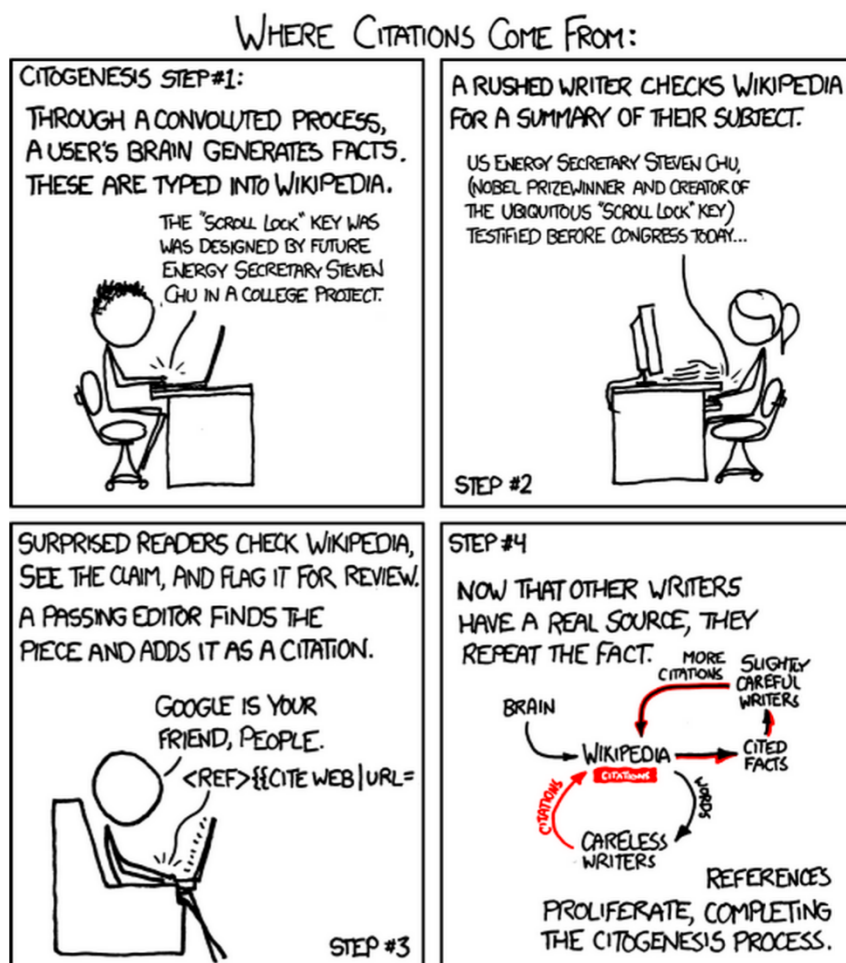 WHERE CITATIONS COME FROM:
CITOGENESIS STEP #1:
THROUGH A CONVOLUTED PROCESS,
A USER'S BRAIN GENERATES FACTS.
THESE ARE TYPED INTO WIKIPEDIA.
THE "SCROLL LOCK" KEY WAS
WAS DESIGNED BY FUTURE
ENERGY SECRETARY STEVEN
CHU IN A COLLEGE PROJECT.
A RUSHED WRITER CHECKS WIKIPEDIA
FOR A SUMMARY OF THEIR SUBJECT.
US ENERGY SECRETARY STEVEN CHU,
(NOBEL PRIZEWINNER AND CREATOR OF
THE UBIQUITOUS "SCROLL LOCK" KEY)
TESTIFIED BEFORE CONGRESS TODAY...
STEP #2
SURPRISED READERS CHECK WIKIPEDIA,
SEE THE CLAIM, AND FLAG IT FOR REVIEW.
A PASSING EDITOR FINDS THE
PIECE AND ADDS IT AS A CITATION.
GOOGLE IS YOUR
FRIEND, PEOPLE.
<REF>{{CITE WEB|URL=
STEP #3
STEP #4
NOW THAT OTHER WRITERS
HAVE A REAL SOURCE, THEY
REPEAT THE FACT.
MORE
CITATIONS
SLIGHTLY
CAREFUL
WRITERS
BRAIN
WIKIPEDIA
CITATIONS
CITED
FACTS
CITATIONS
WORDS
CARELESS
WRITERS
REFERENCES
PROLIFERATE, COMPLETING
THE CITOGENESIS PROCESS.